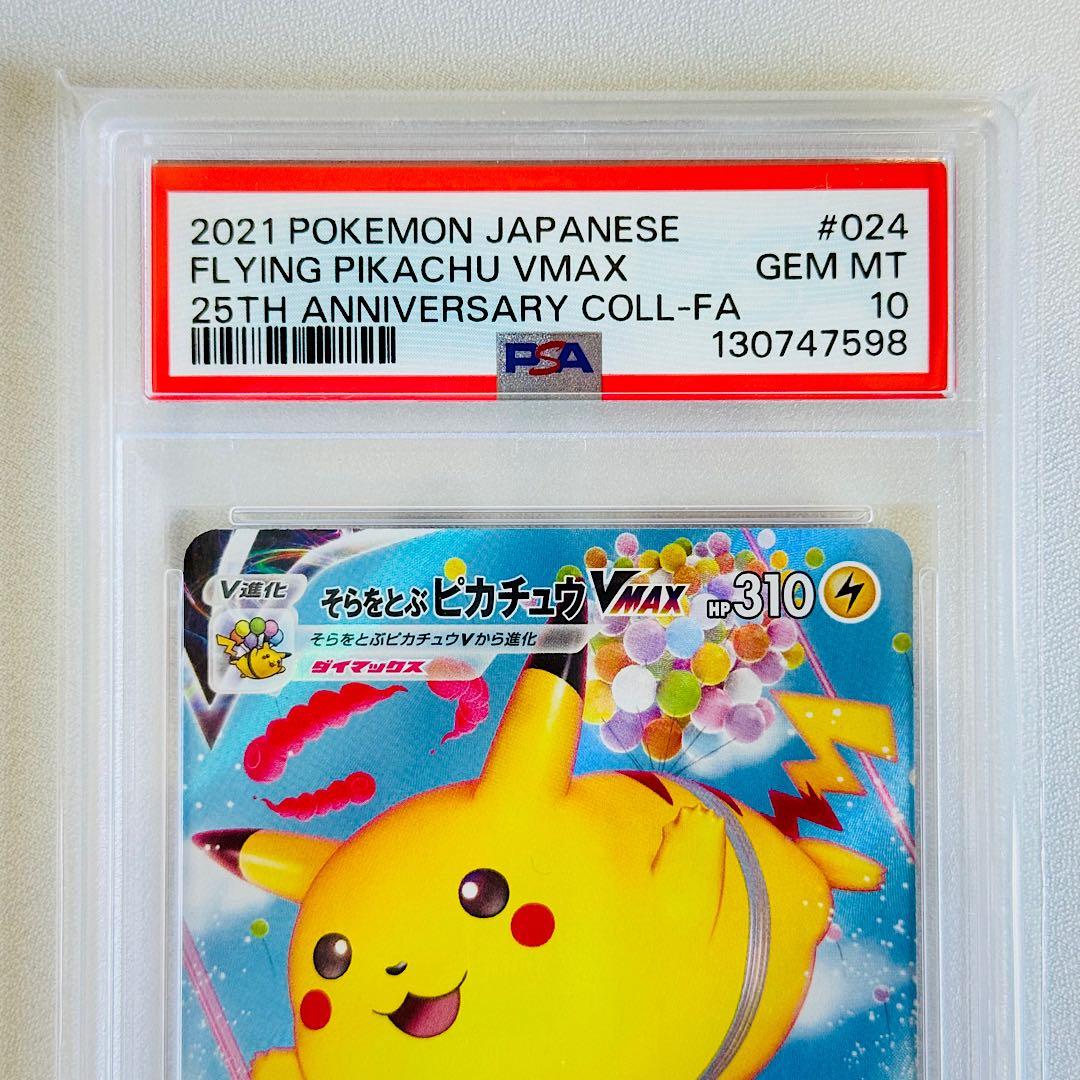 2021 POKEMON JAPANESE #024
FLYING PIKACHU VMAX GEM MT
25TH ANNIVERSARY COLL-FA 10
PSA 130747598
V進化 そらをとぶピカチュウVMAX HP310
そらをとぶピカチュウVから進化
ダイマックス